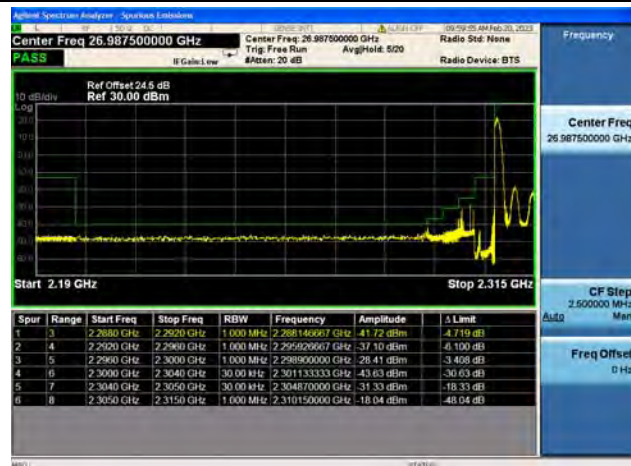 Agilent Spectrum Analyzer - Spurious Emissions
Center Freq 26.987500000 GHz
Center Freq: 26.987500000 GHz
Trig: Free Run Avg|Hold: 5/20
#Atten: 20 dB
09:59:55 AM Feb 20, 2023
Radio Std: None
Radio Device: BTS
PASS
IFGain:Low
Ref Offset 24.5 dB
Ref 30.00 dBm
10 dB/div
Log
Start 2.19 GHz
Stop 2.315 GHz
Spur Range Start Freq Stop Freq RBW Frequency Amplitude Δ Limit
1 3 2.2880 GHz 2.2920 GHz 1.000 MHz 2.288146667 GHz -41.72 dBm -4.719 dB
2 4 2.2920 GHz 2.2960 GHz 1.000 MHz 2.295926667 GHz -37.10 dBm -6.100 dB
3 5 2.2960 GHz 2.3000 GHz 1.000 MHz 2.298900000 GHz -28.41 dBm -3.408 dB
4 6 2.3000 GHz 2.3040 GHz 30.00 kHz 2.301133333 GHz -43.63 dBm -30.63 dB
5 7 2.3040 GHz 2.3050 GHz 30.00 kHz 2.304870000 GHz -31.33 dBm -18.33 dB
6 8 2.3050 GHz 2.3150 GHz 1.000 MHz 2.310150000 GHz -18.04 dBm -48.04 dB
Frequency
Center Freq
26.987500000 GHz
CF Step
2.500000 MHz
Auto Man
Freq Offset
0 Hz